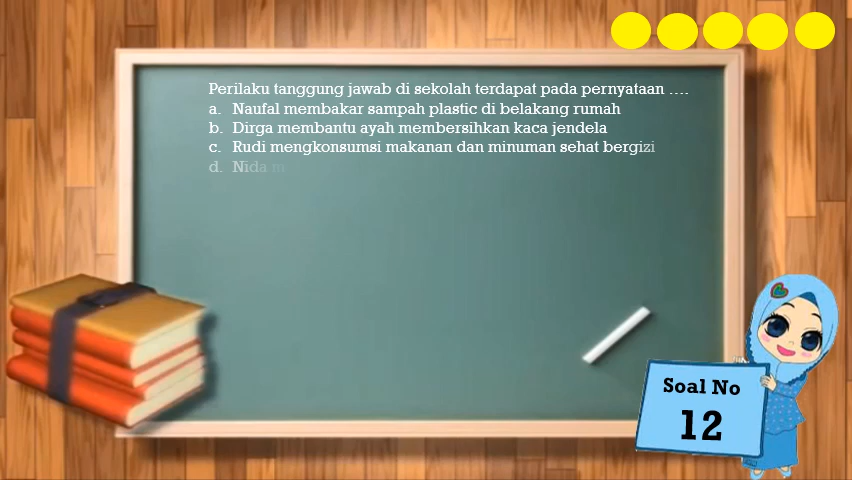 Perilaku tanggung jawab di sekolah terdapat pada pernyataan ....
a. Naufal membakar sampah plastic di belakang rumah
b. Dirga membantu ayah membersihkan kaca jendela
c. Rudi mengkonsumsi makanan dan minuman sehat bergizi
d. Nida
Soal No
12